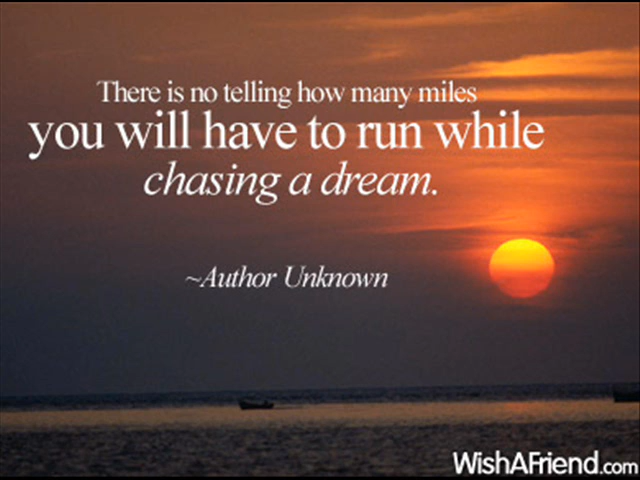 There is no telling how many miles
you will have to run while
chasing a dream.
~Author Unknown
WishAFriend.com